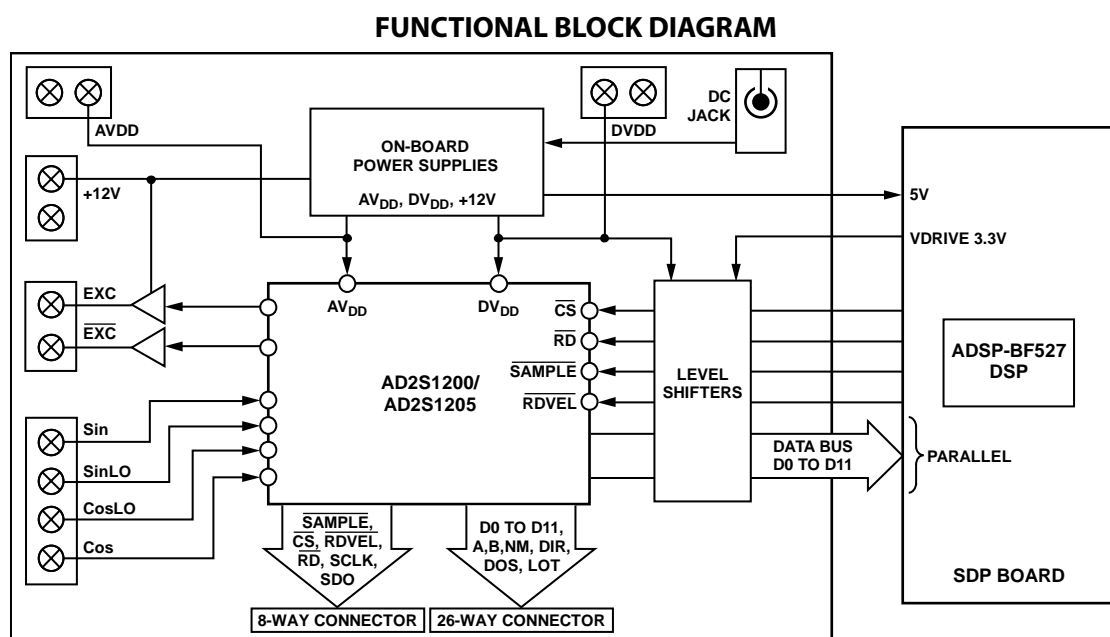 FUNCTIONAL BLOCK DIAGRAM
AVDD
DVDD
DC
JACK
ON-BOARD
POWER SUPPLIES
AVDD, DVDD, +12V
+12V
5V
VDRIVE 3.3V
EXC
EXC
AVDD
DVDD
CS
RD
SAMPLE
RDVEL
AD2S1200/
AD2S1205
LEVEL
SHIFTERS
ADSP-BF527
DSP
Sin
SinLO
CosLO
Cos
DATA BUS
D0 TO D11
PARALLEL
SAMPLE,
CS, RDVEL,
RD, SCLK,
SDO
D0 TO D11,
A,B,NM, DIR,
DOS, LOT
SDP BOARD
8-WAY CONNECTOR
26-WAY CONNECTOR